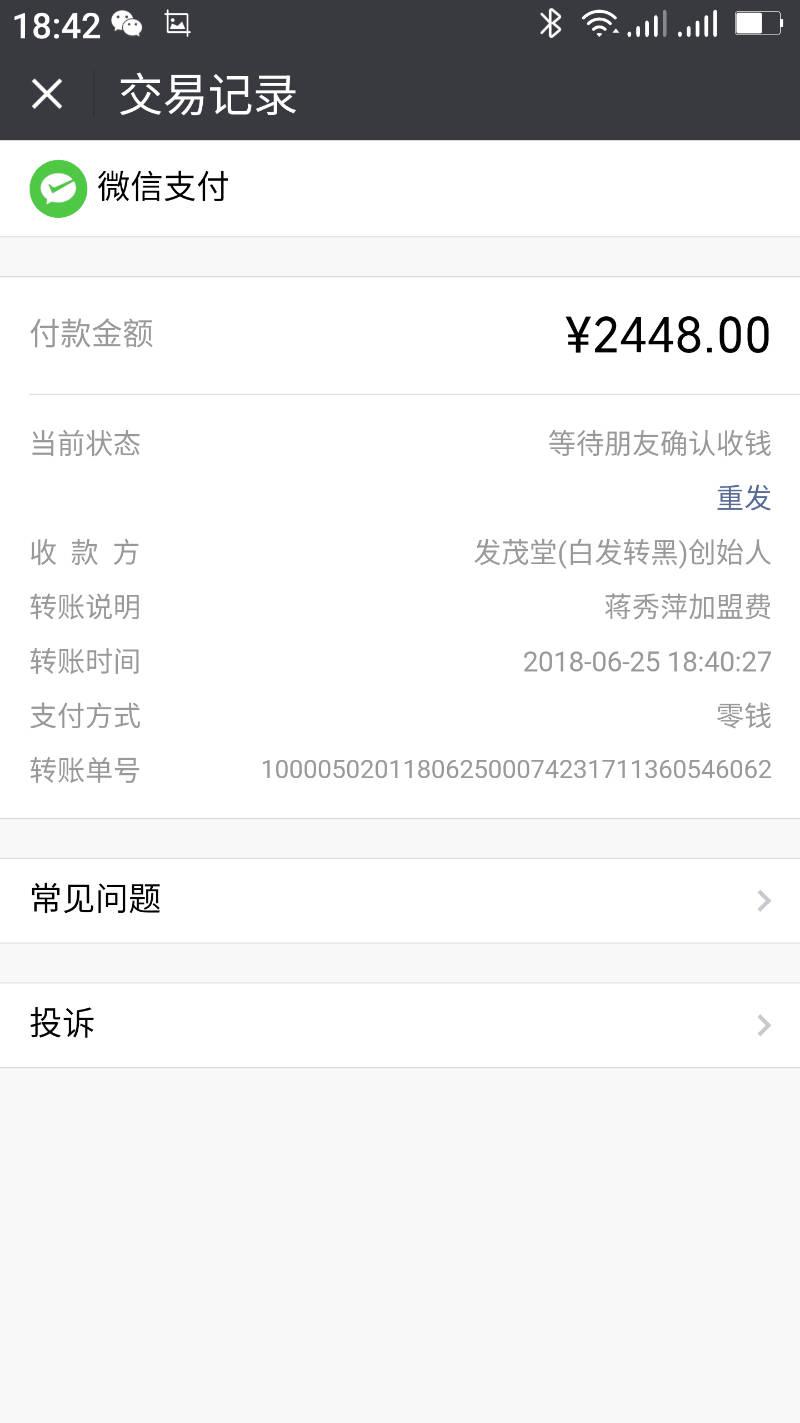 18:42
交易记录
微信支付
付款金额 ¥2448.00
当前状态 等待朋友确认收钱
重发
收款方 发茂堂(白发转黑)创始人
转账说明 蒋秀萍加盟费
转账时间 2018-06-25 18:40:27
支付方式 零钱
转账单号 1000050201180625000742317113605​46062
常见问题
投诉